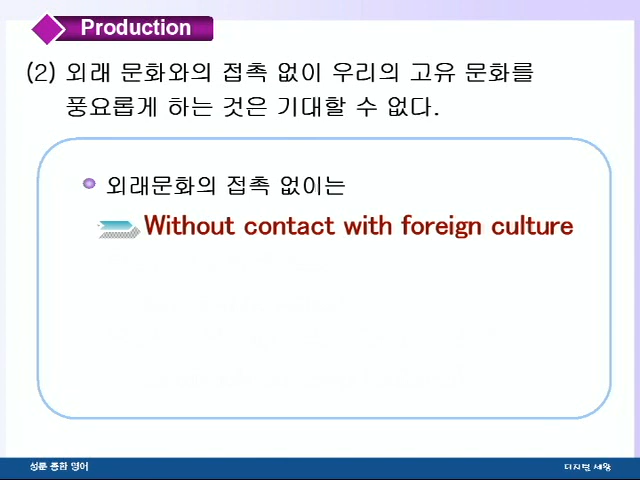 Production
(2) 외래 문화와의 접촉 없이 우리의 고유 문화를
풍요롭게 하는 것은 기대할 수 없다.
외래문화의 접촉 없이는
Without contact with foreign culture
성문 종합 영어
디지털 세왕